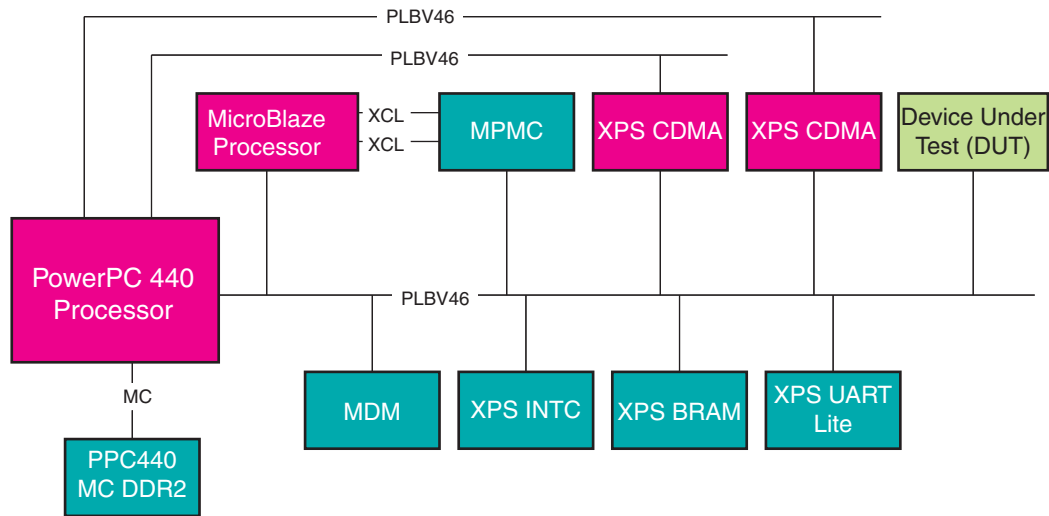 PLBV46
PLBV46
MicroBlaze
Processor
XCL
XCL
MPMC
XPS CDMA
XPS CDMA
Device Under
Test (DUT)
PowerPC 440
Processor
PLBV46
MC
MDM
XPS INTC
XPS BRAM
XPS UART
Lite
PPC440
MC DDR2